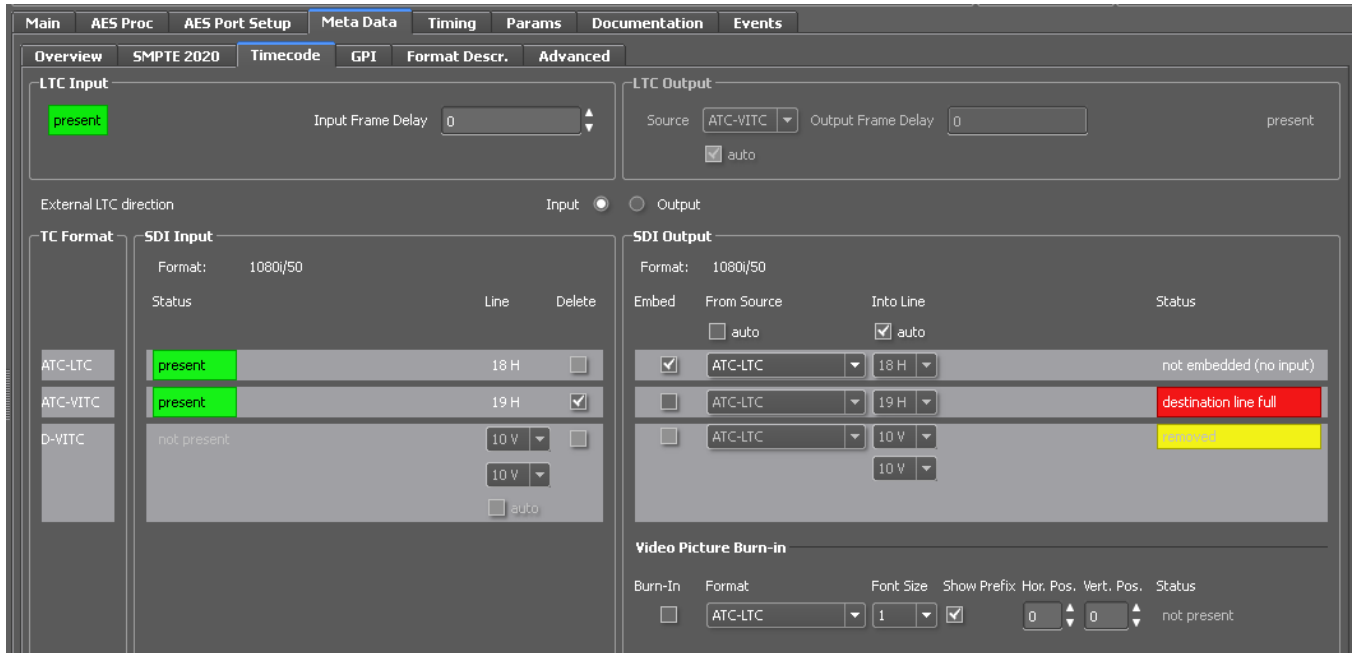 Main AES Proc AES Port Setup Meta Data Timing Params Documentation Events
Overview SMPTE 2020 Timecode GPI Format Descr. Advanced
LTC Input
present Input Frame Delay 0
LTC Output
Source ATC-VITC Output Frame Delay 0 present
auto
External LTC direction Input Output
TC Format
ATC-LTC
ATC-VITC
D-VITC
SDI Input
Format: 1080i/50
Status Line Delete
present 18 H
present 19 H
not present 10 V
10 V
auto
SDI Output
Format: 1080i/50
Embed From Source Into Line Status
auto auto
ATC-LTC 18 H not embedded (no input)
ATC-LTC 19 H destination line full
ATC-LTC 10 V removed
10 V
Video Picture Burn-in
Burn-In Format Font Size Show Prefix Hor. Pos. Vert. Pos. Status
ATC-LTC 1 0 0 not present